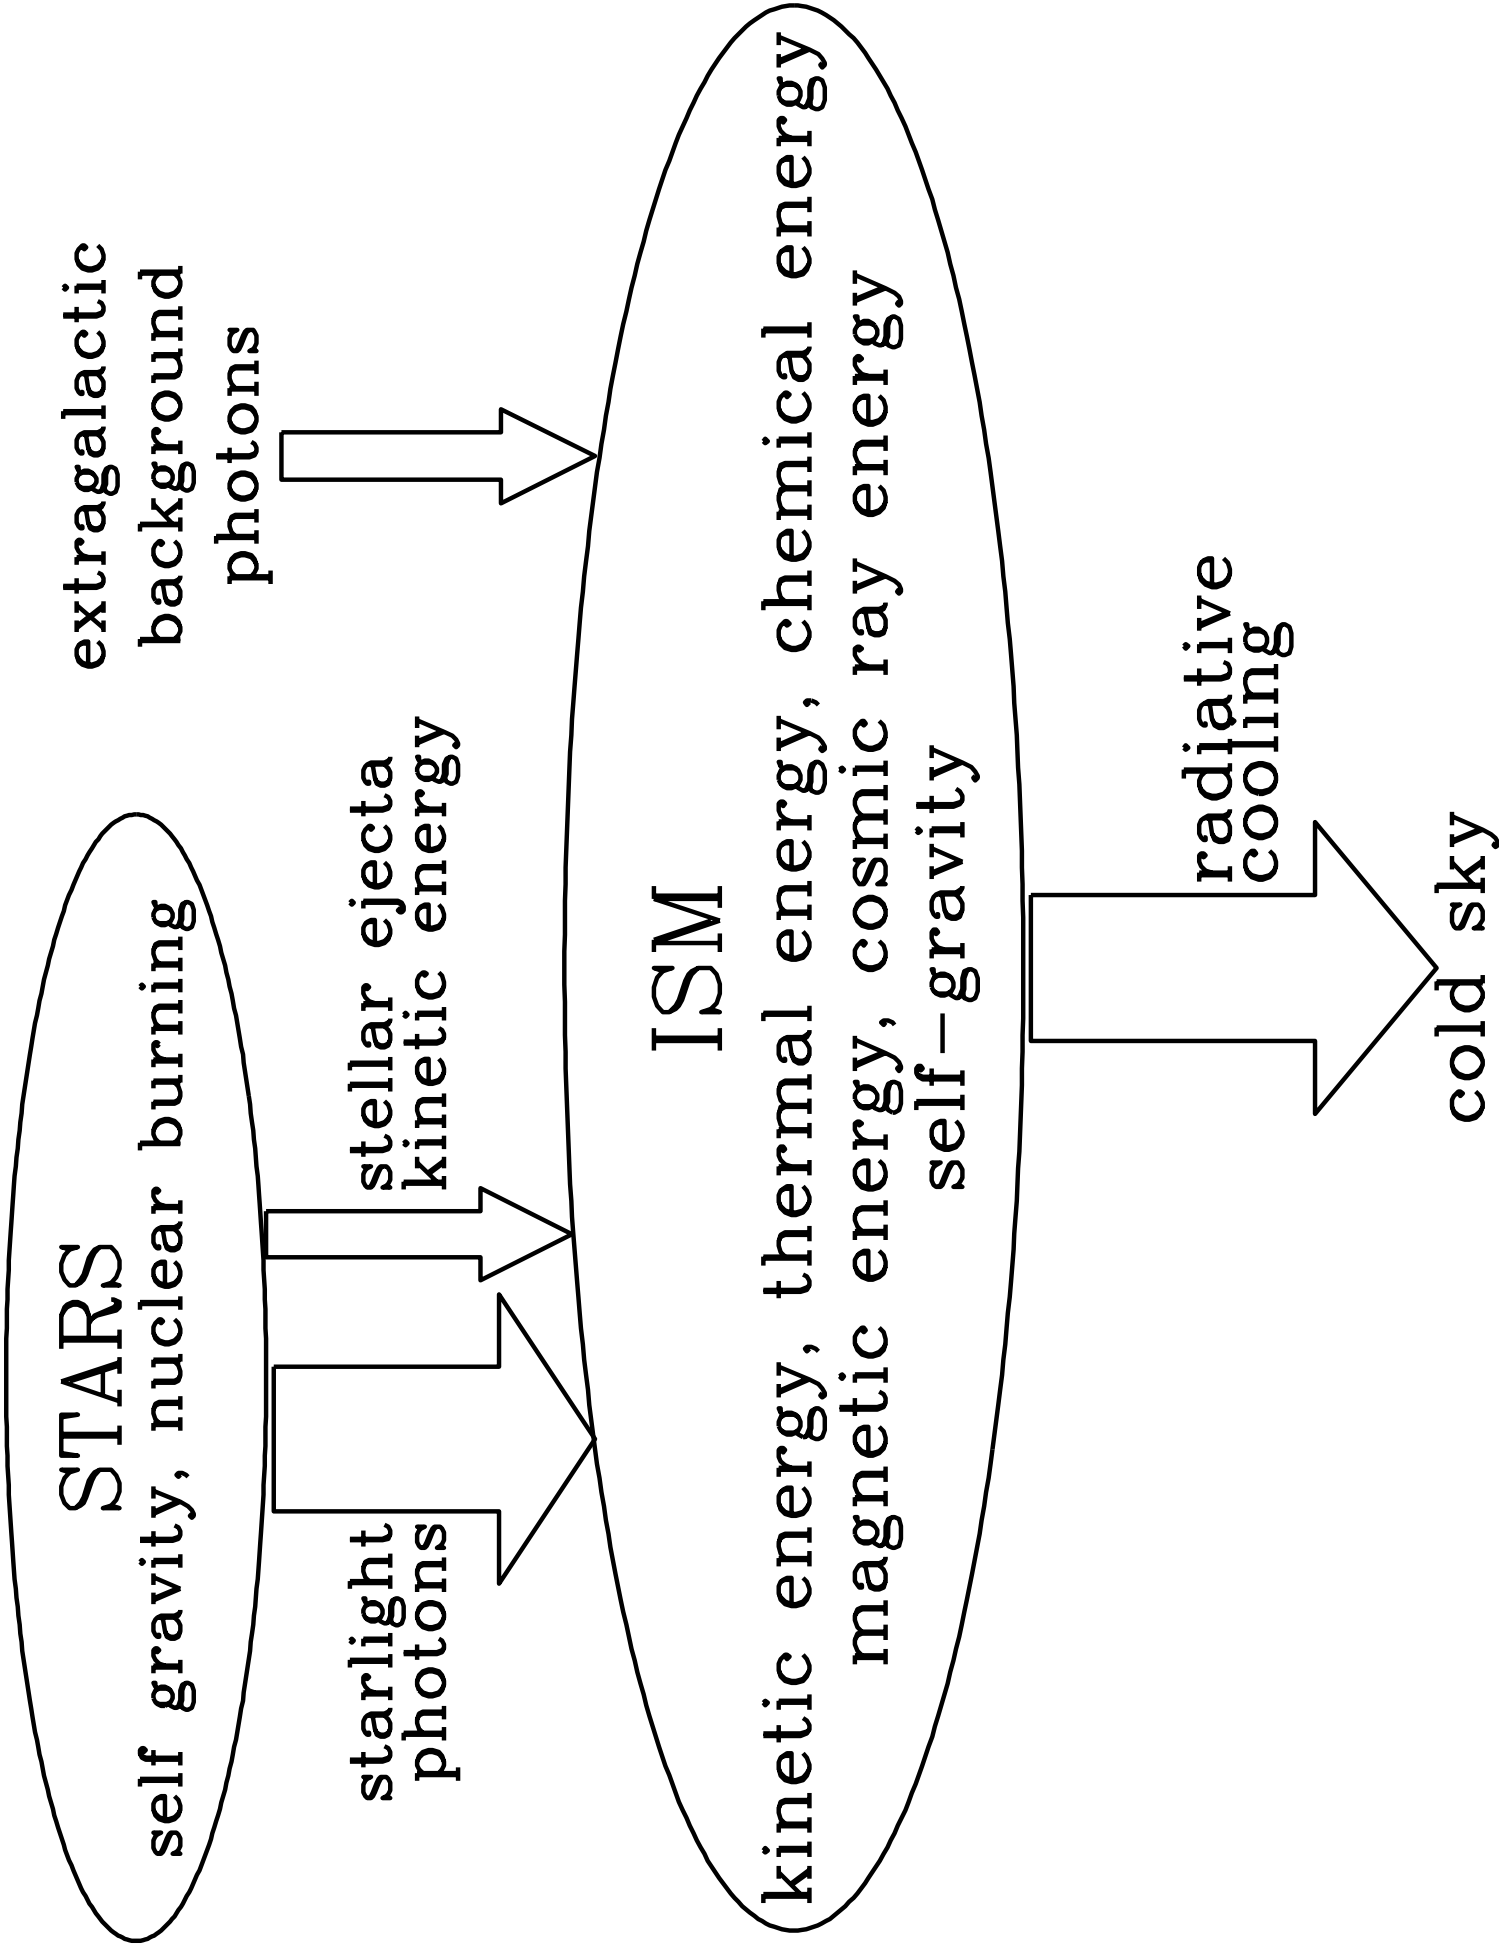 STARS
self gravity, nuclear burning
extragalactic
background
photons
starlight
photons
stellar ejecta
kinetic energy
ISM
kinetic energy, thermal energy, chemical energy
magnetic energy, cosmic ray energy
self-gravity
radiative
cooling
cold sky